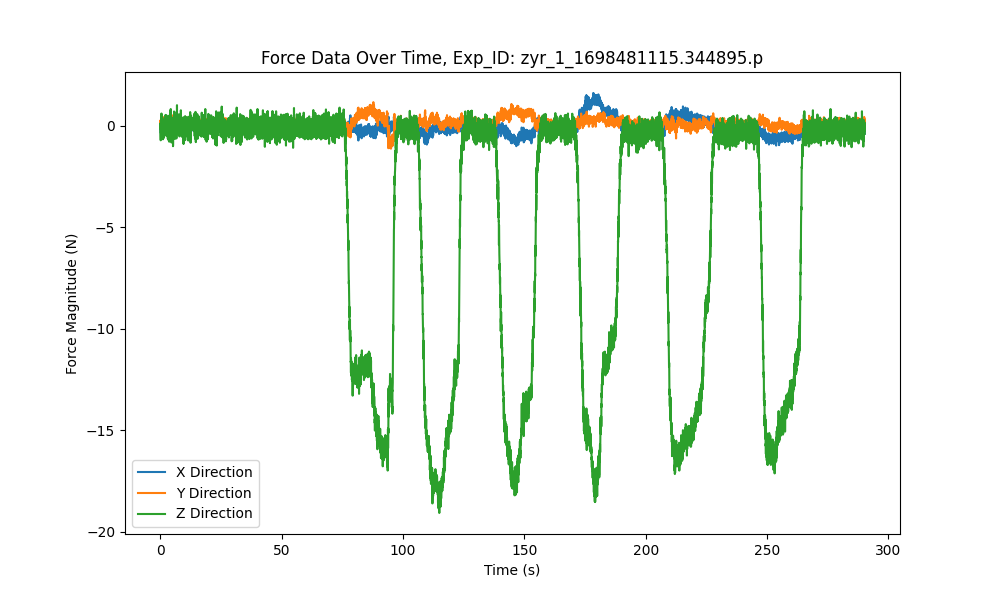 Force Data Over Time, Exp_ID: zyr_1_1698481115.344895.p
Force Magnitude (N)
0
−5
−10
−15
−20
X Direction
Y Direction
Z Direction
0 50 100 150 200 250 300
Time (s)